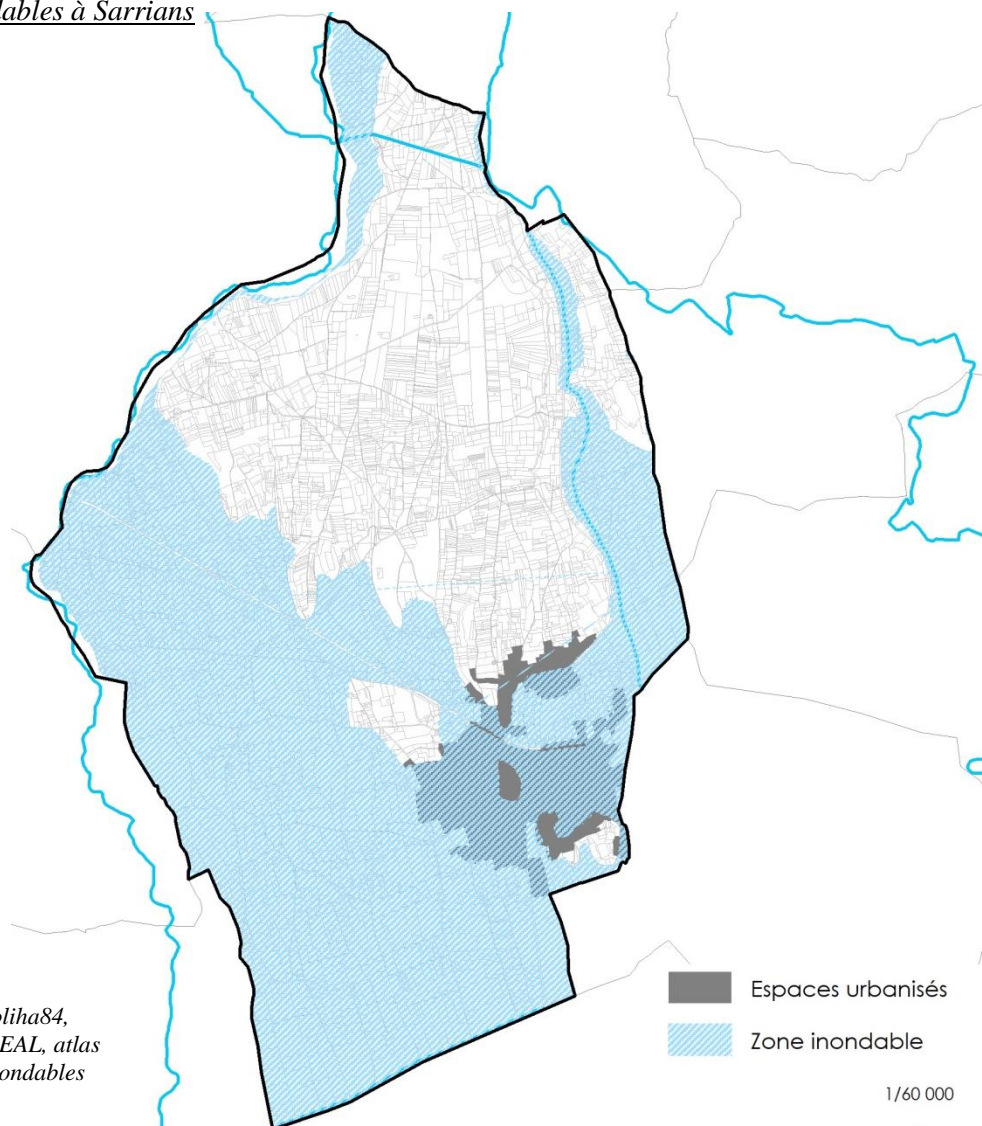 dables à Sarrians
Espaces urbanisés
Zone inondable
oliha84,
EAL, atlas
ondables
1/60 000